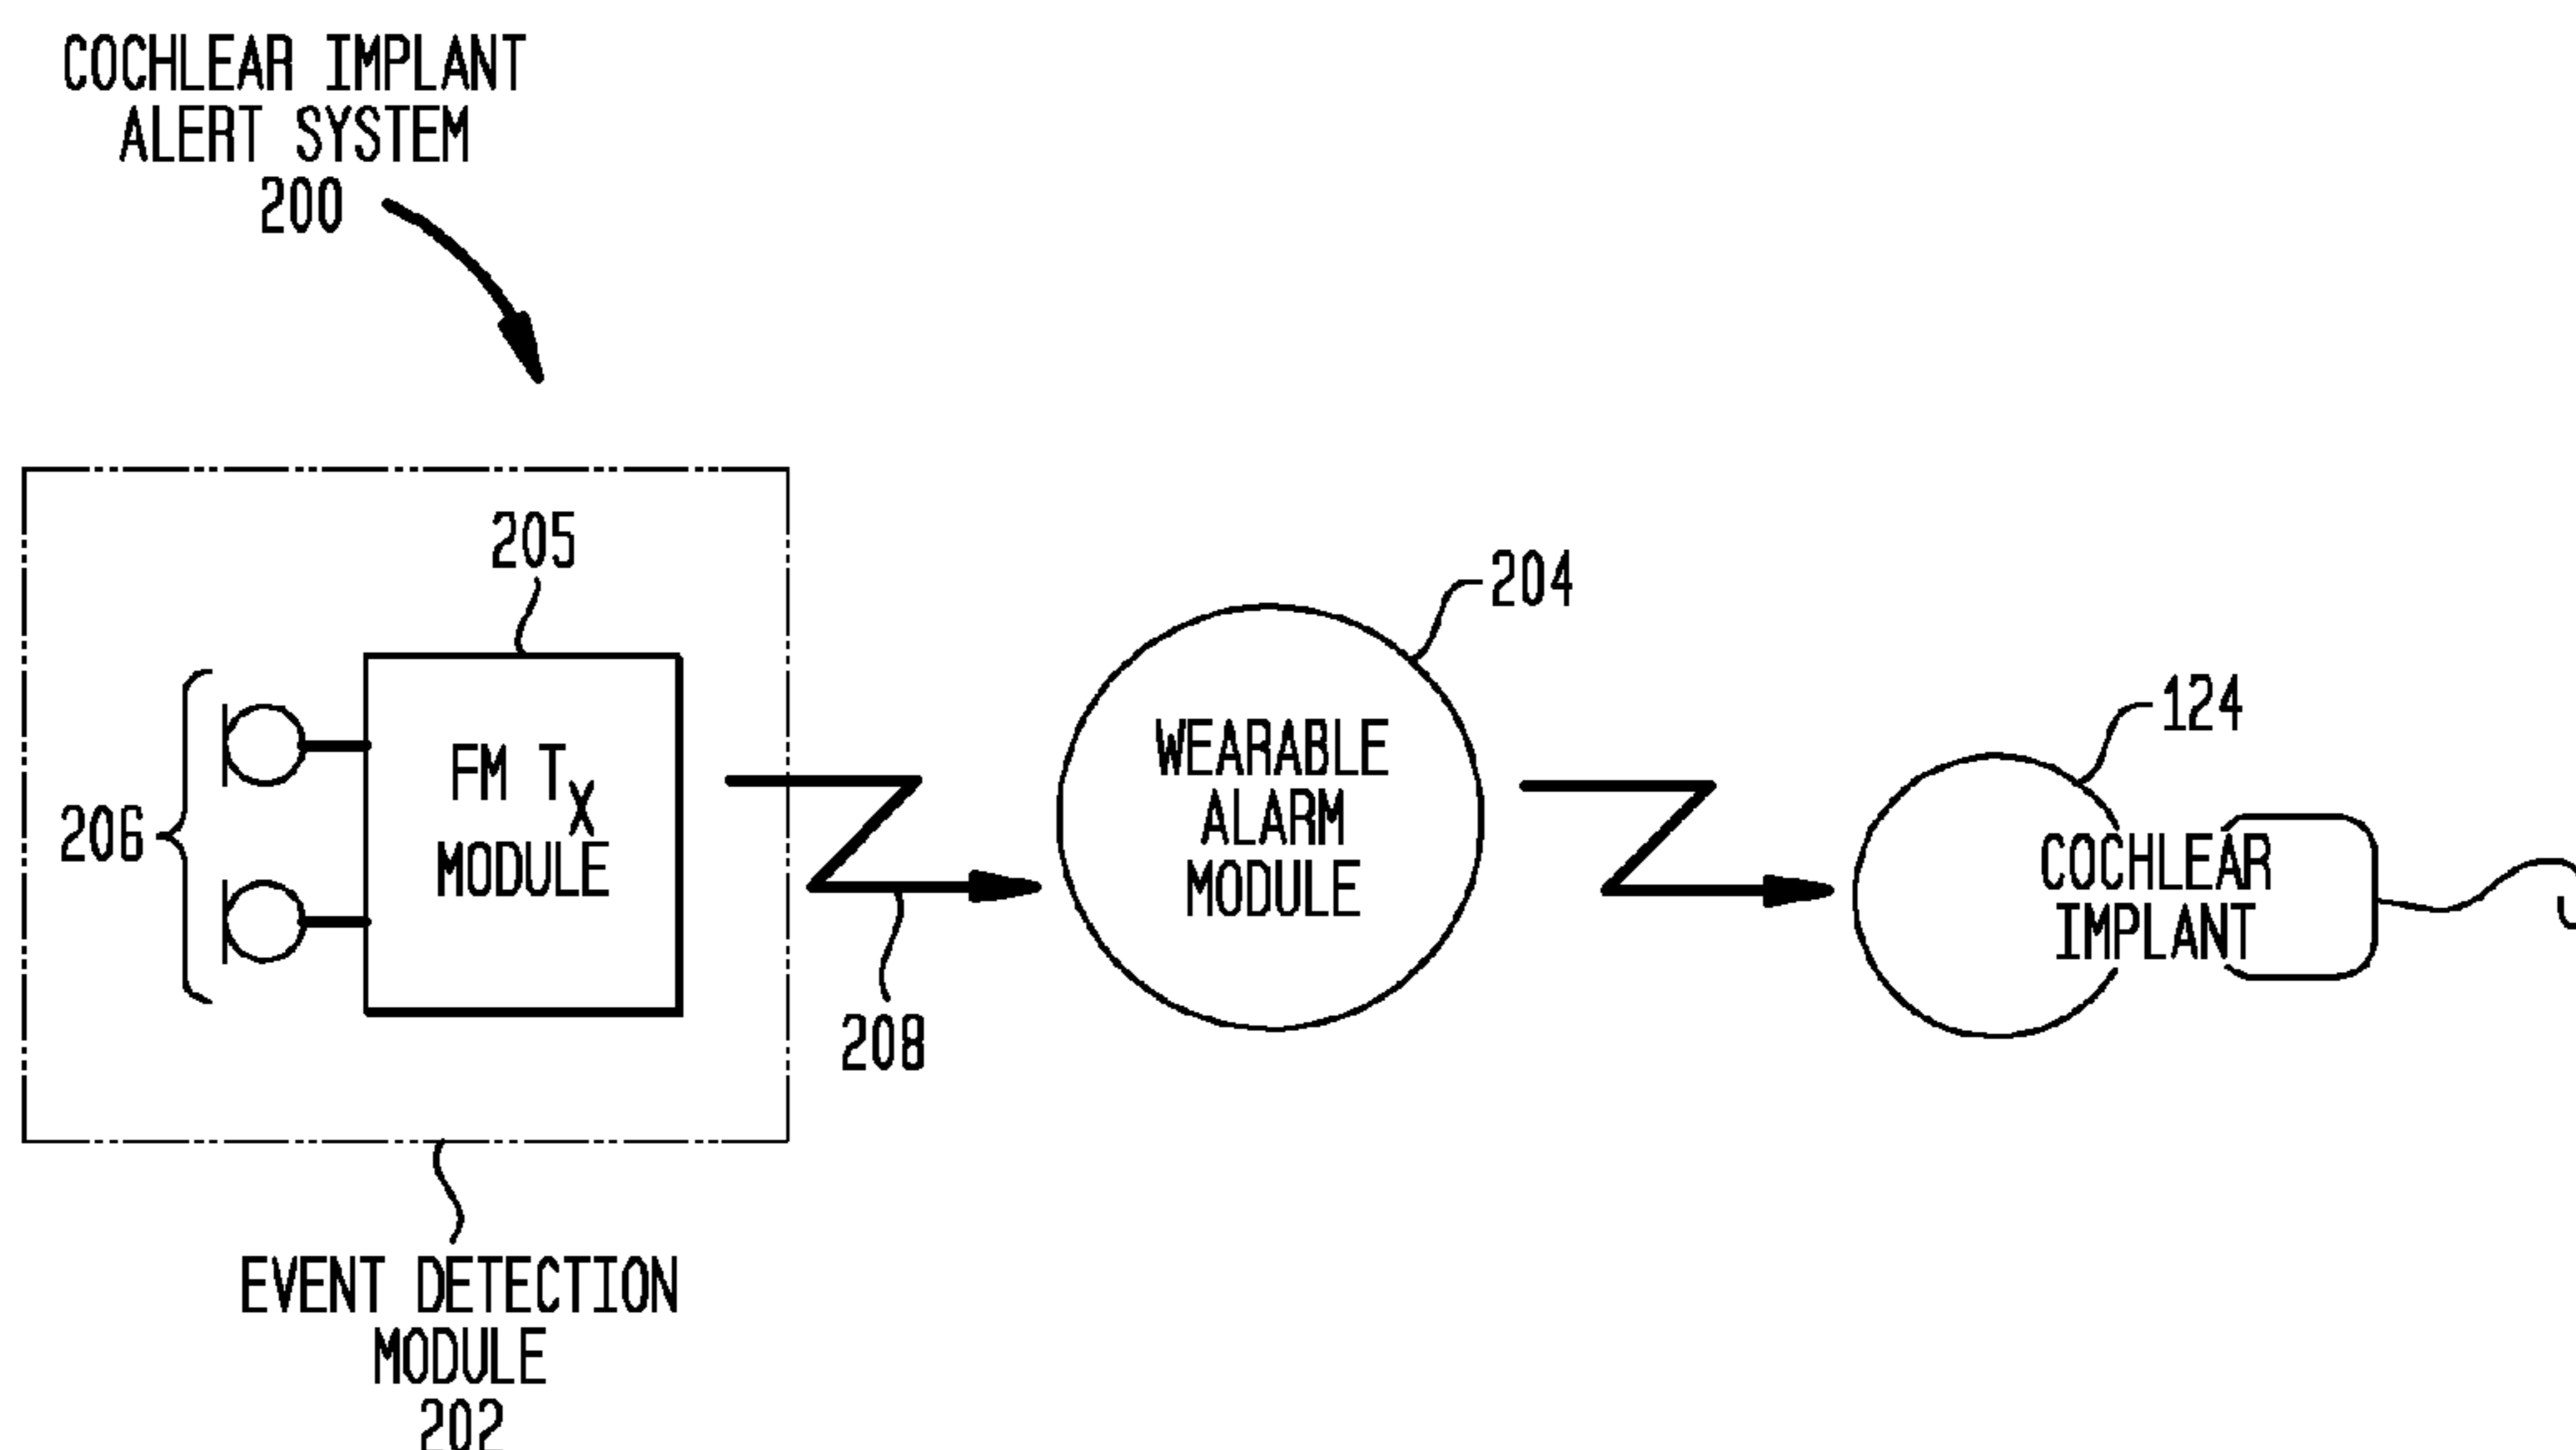 COCHLEAR IMPLANT
ALERT SYSTEM
200
205
204
124
206
FM TX
MODULE
WEARABLE
ALARM
MODULE
COCHLEAR
IMPLANT
208
EVENT DETECTION
MODULE
202